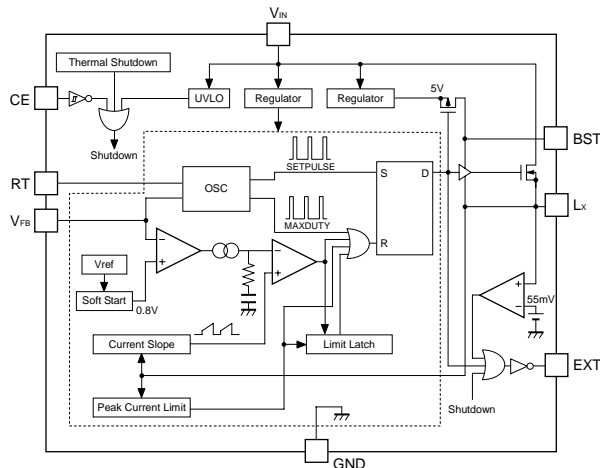 VIN
Thermal Shutdown
CE
UVLO
Regulator
Regulator
5V
Shutdown
BST
RT
OSC
SETPULSE
S
D
VFB
MAXDUTY
R
LX
Vref
Soft Start
0.8V
55mV
Current Slope
Limit Latch
EXT
Peak Current Limit
Shutdown
GND